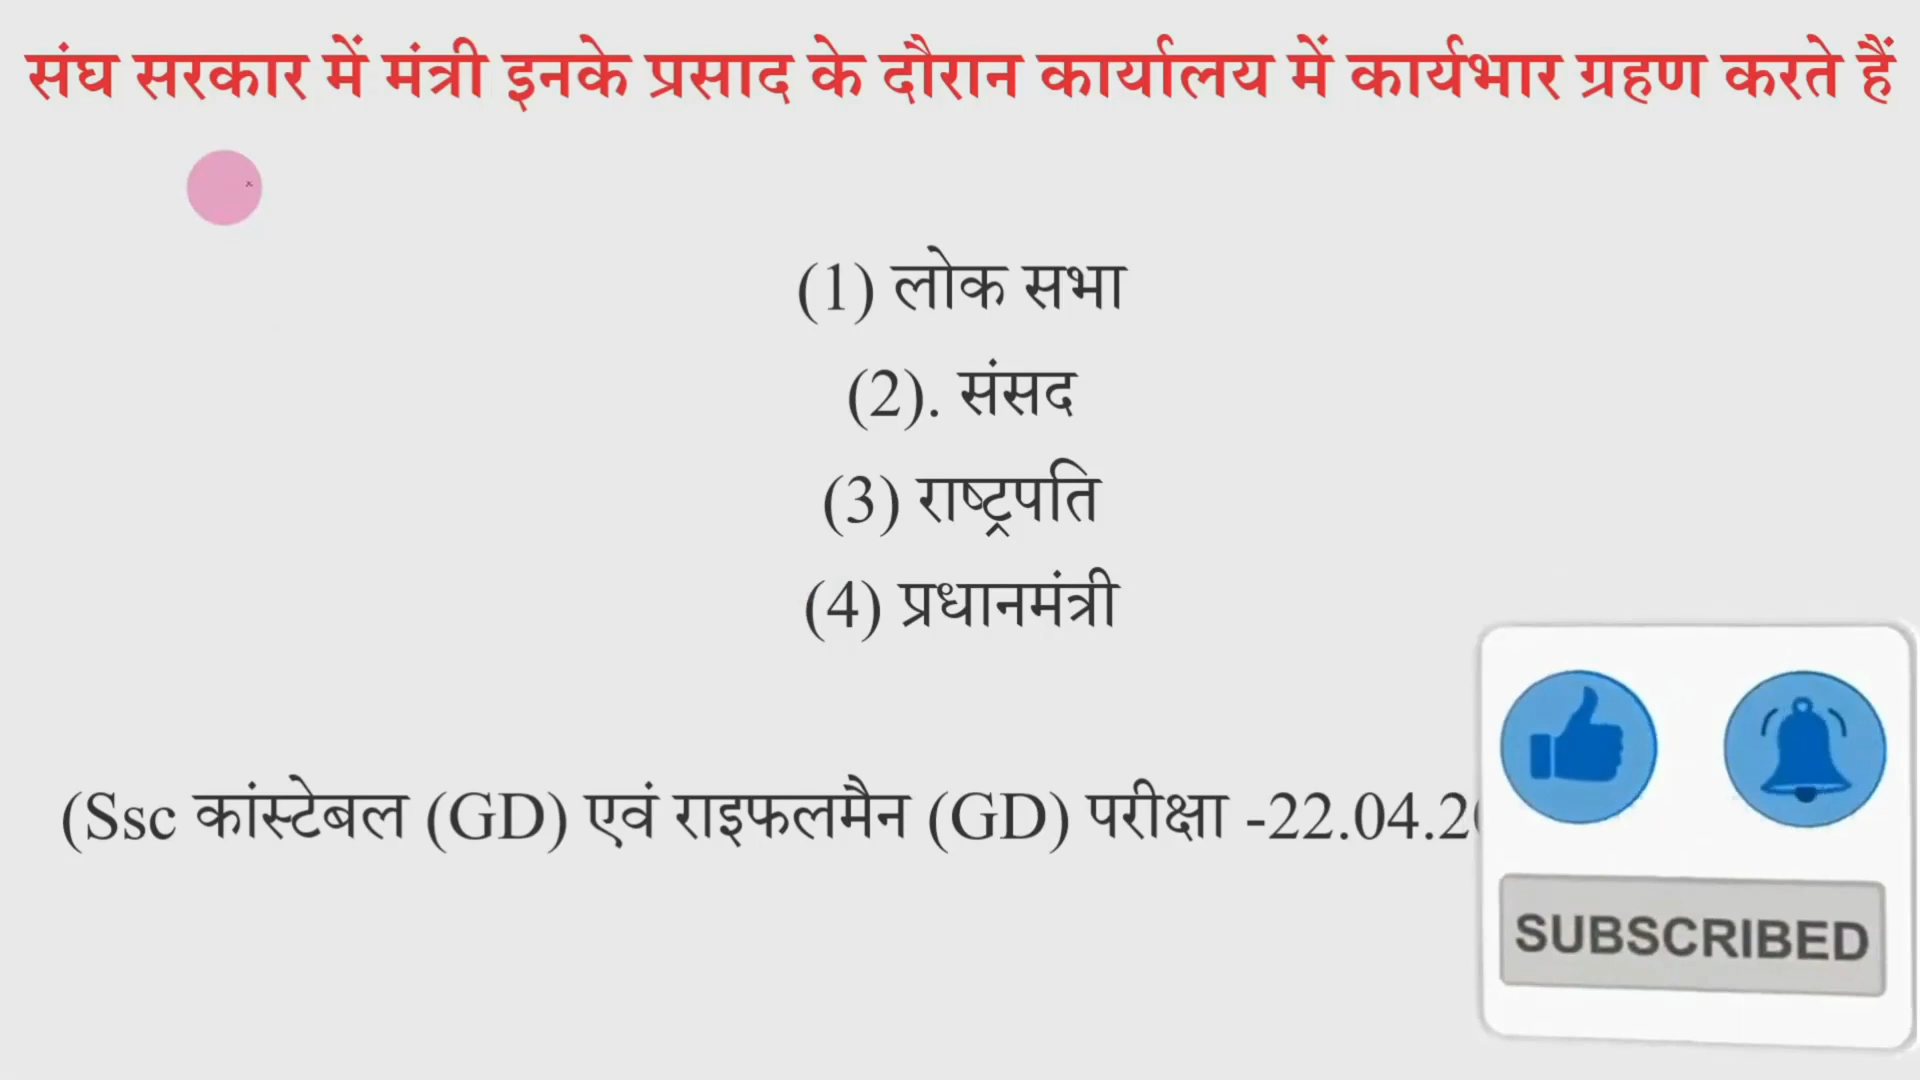 संघ सरकार में मंत्री इनके प्रसाद के दौरान कार्यालय में कार्यभार ग्रहण करते हैं
(1) लोक सभा
(2). संसद
(3) राष्ट्रपति
(4) प्रधानमंत्री
(Ssc कांस्टेबल (GD) एवं राइफलमैन (GD) परीक्षा -22.04.2
SUBSCRIBED